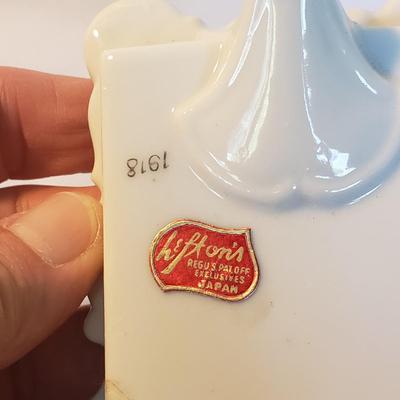 1918
Lefton's
REG.U.S.PAT.OFF.
EXCLUSIVES
JAPAN